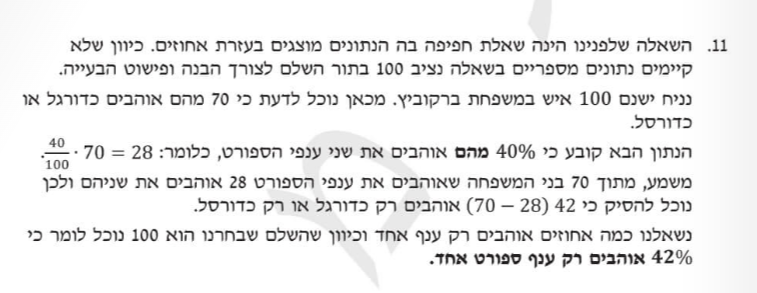 11. השאלה שלפנינו הינה שאלת חפיפה בה הנתונים מוצגים בעזרת אחוזים. כיוון שלא
קיימים נתונים מספריים בשאלה נציב 100 בתור השלם לצורך הבנה ופישוט הבעייה.
נניח ישנם 100 איש במשפחת ברקוביץ. מכאן נוכל לדעת כי 70 מהם אוהבים כדורגל או
כדורסל.
הנתון הבא קובע כי 40% מהם אוהבים את שני ענפי הספורט, כלומר: 40/100 · 70 = 28.
משמע, מתוך 70 בני המשפחה שאוהבים את ענפי הספורט 28 אוהבים את שניהם ולכן
נוכל להסיק כי 42 (70 – 28) אוהבים רק כדורגל או רק כדורסל.
נשאלנו כמה אחוזים אוהבים רק ענף אחד וכיוון שהשלם שבחרנו הוא 100 נוכל לומר כי
42% אוהבים רק ענף ספורט אחד.